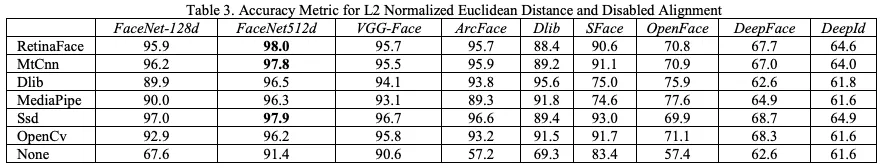 Table 3. Accuracy Metric for L2 Normalized Euclidean Distance and Disabled Alignment
FaceNet-128d FaceNet512d VGG-Face ArcFace Dlib SFace OpenFace DeepFace DeepId
RetinaFace 95.9 98.0 95.7 95.7 88.4 90.6 70.8 67.7 64.6
MtCnn 96.2 97.8 95.5 95.9 89.2 91.1 70.9 67.0 64.0
Dlib 89.9 96.5 94.1 93.8 95.6 75.0 75.9 62.6 61.8
MediaPipe 90.0 96.3 93.1 89.3 91.8 74.6 77.6 64.9 61.6
Ssd 97.0 97.9 96.7 96.6 89.4 93.0 69.9 68.7 64.9
OpenCv 92.9 96.2 95.8 93.2 91.5 91.7 71.1 68.3 61.6
None 67.6 91.4 90.6 57.2 69.3 83.4 57.4 62.6 61.6